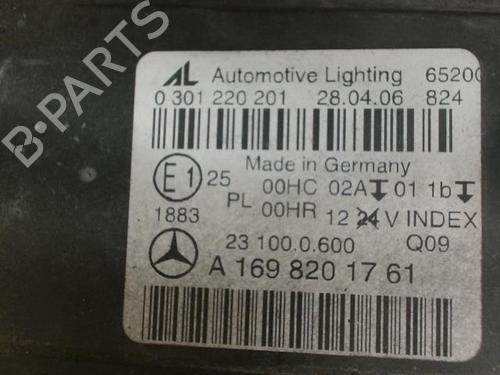 B-PARTS
AL Automotive Lighting 65200
0 301 220 201 28.04.06 824
Made in Germany
E1 25 00HC 02A 01 1b
1883 PL 00HR 12 24 V INDEX
23 100.0.600 Q09
A 169 820 17 61